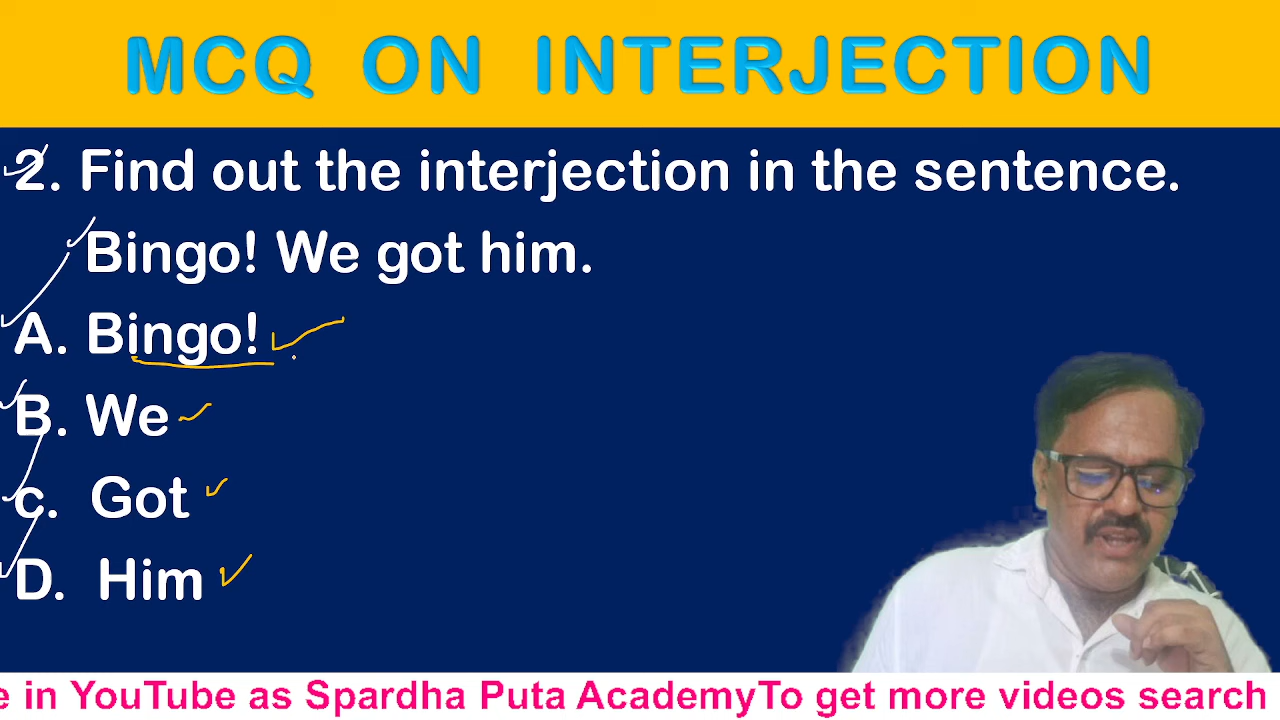 MCQ ON INTERJECTION
2. Find out the interjection in the sentence.
Bingo! We got him.
A. Bingo!
B. We
c. Got
D. Him
e in YouTube as Spardha Puta AcademyTo get more videos search